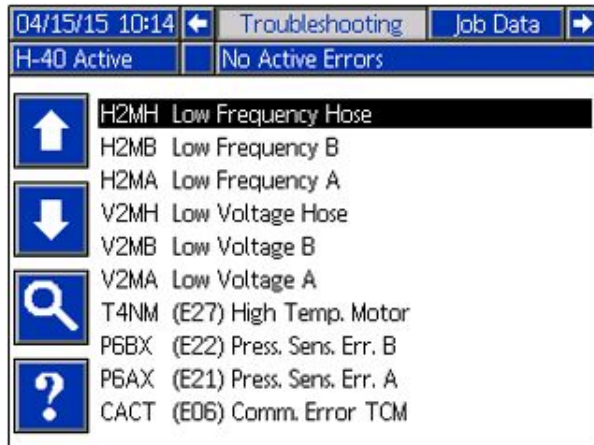 04/15/15 10:14 Troubleshooting Job Data
H-40 Active No Active Errors
H2MH Low Frequency Hose
H2MB Low Frequency B
H2MA Low Frequency A
V2MH Low Voltage Hose
V2MB Low Voltage B
V2MA Low Voltage A
T4NM (E27) High Temp. Motor
P6BX (E22) Press. Sens. Err. B
P6AX (E21) Press. Sens. Err. A
CACT (E06) Comm. Error TCM
?